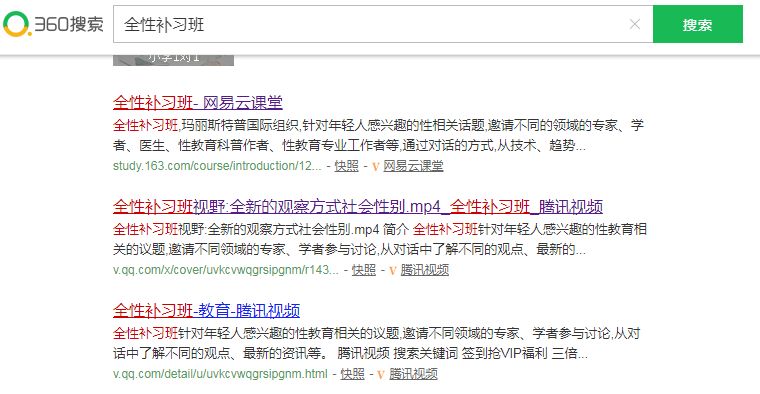 360搜索
全性补习班
搜索
小学1对1
全性补习班- 网易云课堂
全性补习班,玛丽斯特普国际组织,针对年轻人感兴趣的性相关话题,邀请不同的领域的专家、学
者、医生、性教育科普作者、性教育专业工作者等,通过对话的方式,从技术、趋势...
study.163.com/course/introduction/12... - 快照 - V 网易云课堂
全性补习班视野:全新的观察方式社会性别.mp4_全性补习班_腾讯视频
全性补习班视野:全新的观察方式社会性别.mp4 简介 全性补习班针对年轻人感兴趣的性教育相
关的议题,邀请不同领域的专家、学者参与讨论,从对话中了解不同的观点、最新的...
v.qq.com/x/cover/uvkcvwqgrsipgnm/r143... - 快照 - V 腾讯视频
全性补习班-教育-腾讯视频
全性补习班针对年轻人感兴趣的性教育相关的议题,邀请不同领域的专家、学者参与讨论,从对
话中了解不同的观点、最新的资讯等。 腾讯视频 搜索关键词 签到抢VIP福利 三倍...
v.qq.com/detail/u/uvkcvwqgrsipgnm.html - 快照 - V 腾讯视频